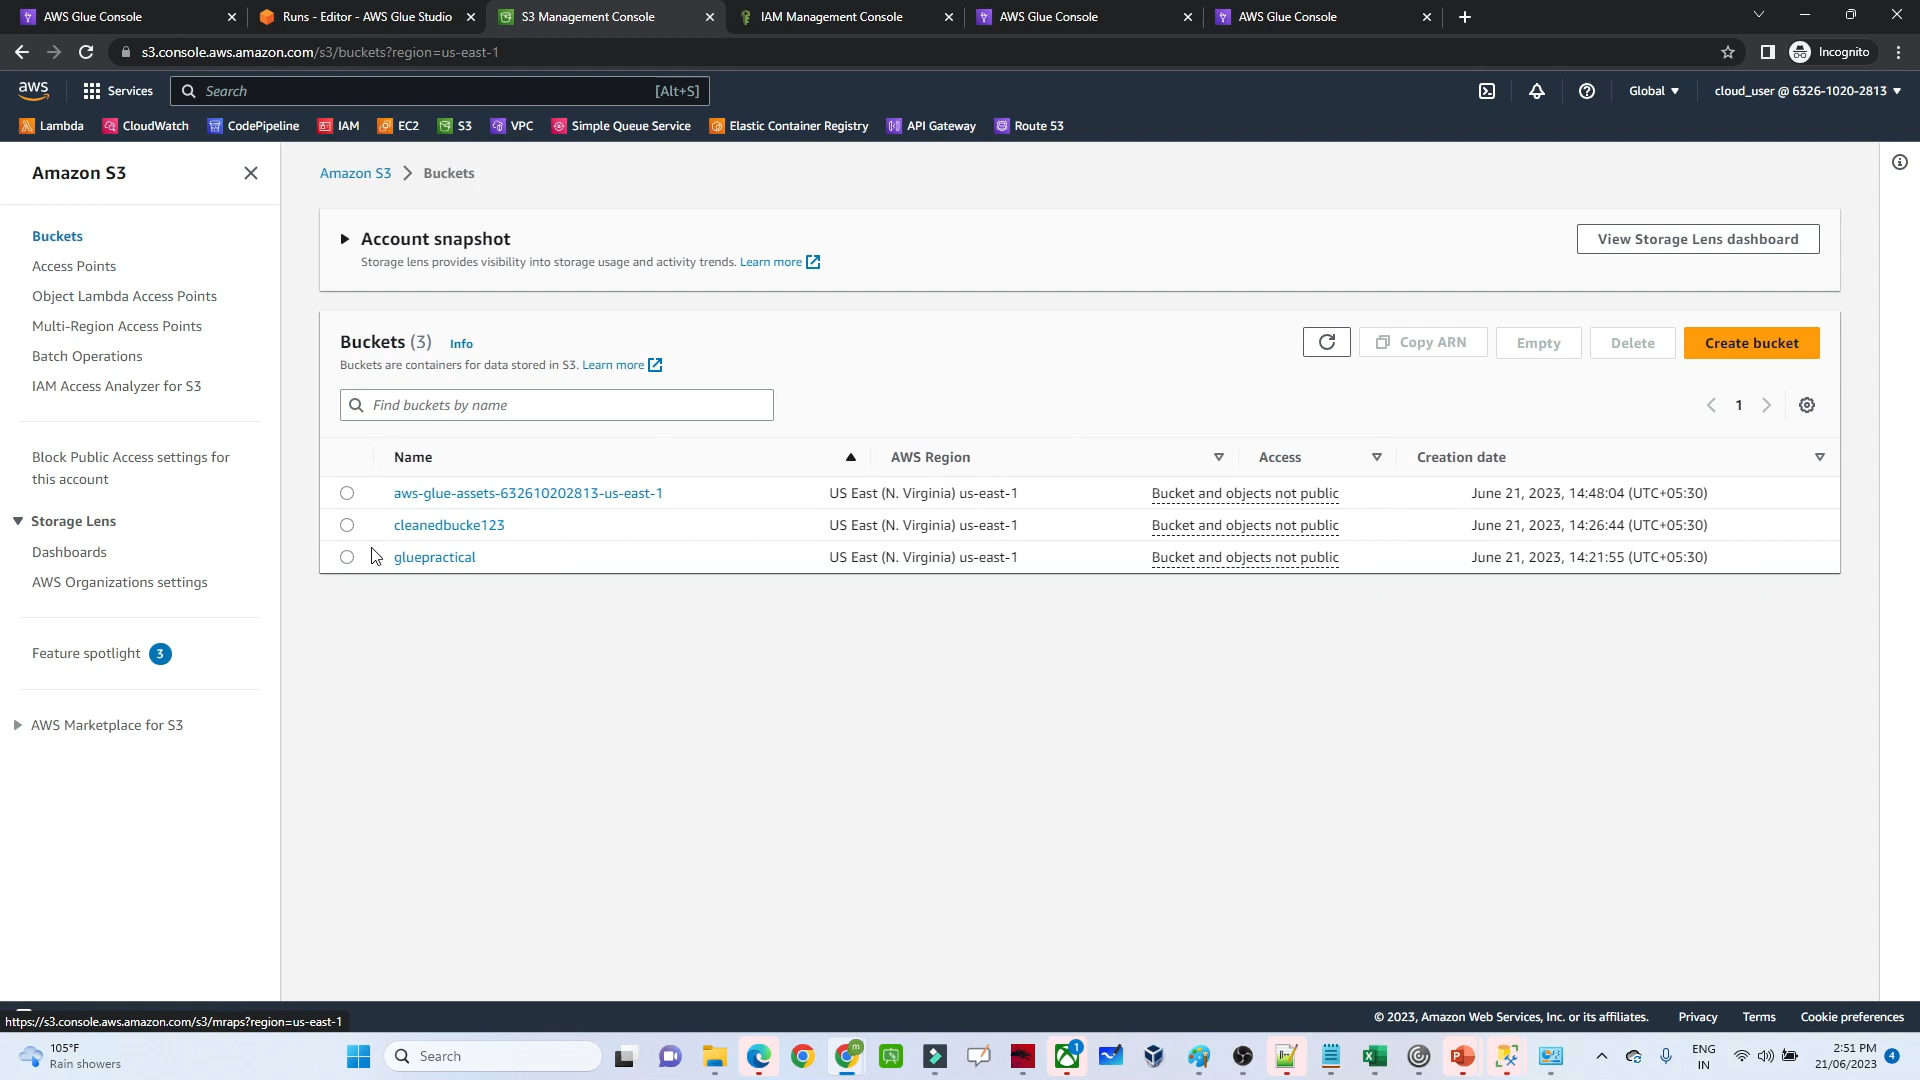 AWS Glue Console
Runs - Editor - AWS Glue Studio
S3 Management Console
IAM Management Console
AWS Glue Console
AWS Glue Console
s3.console.aws.amazon.com/s3/buckets?region=us-east-1
Incognito
aws
Services
Search
[Alt+S]
Global
cloud_user @ 6326-1020-2813
Lambda
CloudWatch
CodePipeline
IAM
EC2
S3
VPC
Simple Queue Service
Elastic Container Registry
API Gateway
Route 53
Amazon S3
Buckets
Access Points
Object Lambda Access Points
Multi-Region Access Points
Batch Operations
IAM Access Analyzer for S3
Block Public Access settings for
this account
Storage Lens
Dashboards
AWS Organizations settings
Feature spotlight 3
AWS Marketplace for S3
Amazon S3 > Buckets
Account snapshot
Storage lens provides visibility into storage usage and activity trends. Learn more
View Storage Lens dashboard
Buckets (3) Info
Buckets are containers for data stored in S3. Learn more
Copy ARN
Empty
Delete
Create bucket
Find buckets by name
1
Name AWS Region Access Creation date
aws-glue-assets-632610202813-us-east-1 US East (N. Virginia) us-east-1 Bucket and objects not public June 21, 2023, 14:48:04 (UTC+05:30)
cleanedbucke123 US East (N. Virginia) us-east-1 Bucket and objects not public June 21, 2023, 14:26:44 (UTC+05:30)
gluepractical US East (N. Virginia) us-east-1 Bucket and objects not public June 21, 2023, 14:21:55 (UTC+05:30)
https://s3.console.aws.amazon.com/s3/mraps?region=us-east-1
© 2023, Amazon Web Services, Inc. or its affiliates.
Privacy
Terms
Cookie preferences
105°F
Rain showers
Search
m
1
ENG
IN
2:51 PM
21/06/2023
4